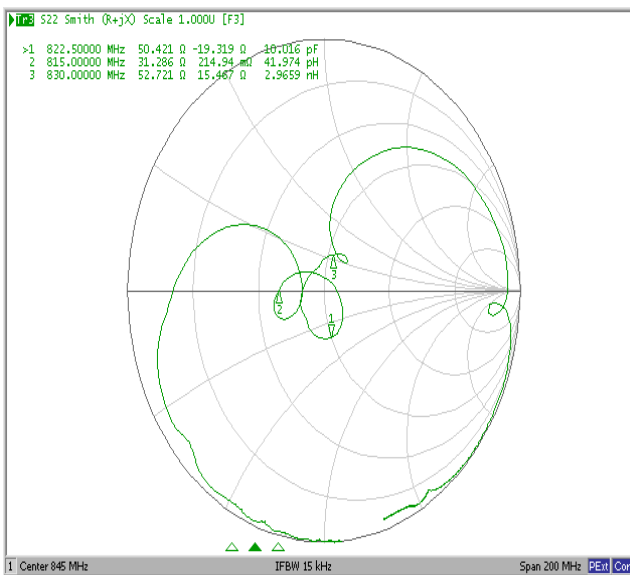 Tr3 S22 Smith (R+jX) Scale 1.000U [F3]
>1 822.50000 MHz 50.421 Ω -19.319 Ω 10.016 pF
2 815.00000 MHz 31.286 Ω 214.94 mΩ 41.974 pH
3 830.00000 MHz 52.721 Ω 15.467 Ω 2.9659 nH
3
2
1
1 Center 845 MHz IFBW 15 kHz Span 200 MHz PExt Cor